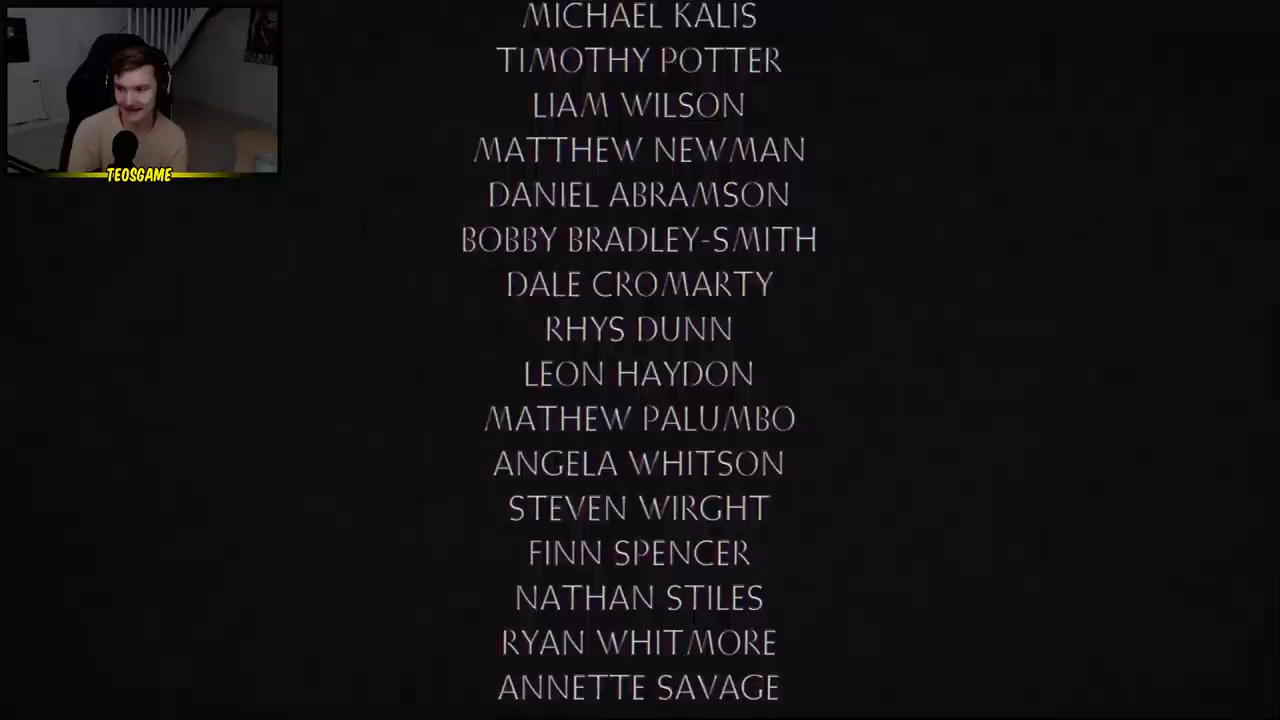 MICHAEL KALIS
TIMOTHY POTTER
LIAM WILSON
MATTHEW NEWMAN
DANIEL ABRAMSON
BOBBY BRADLEY-SMITH
DALE CROMARTY
RHYS DUNN
LEON HAYDON
MATHEW PALUMBO
ANGELA WHITSON
STEVEN WIRGHT
FINN SPENCER
NATHAN STILES
RYAN WHITMORE
ANNETTE SAVAGE
TEOSGAME